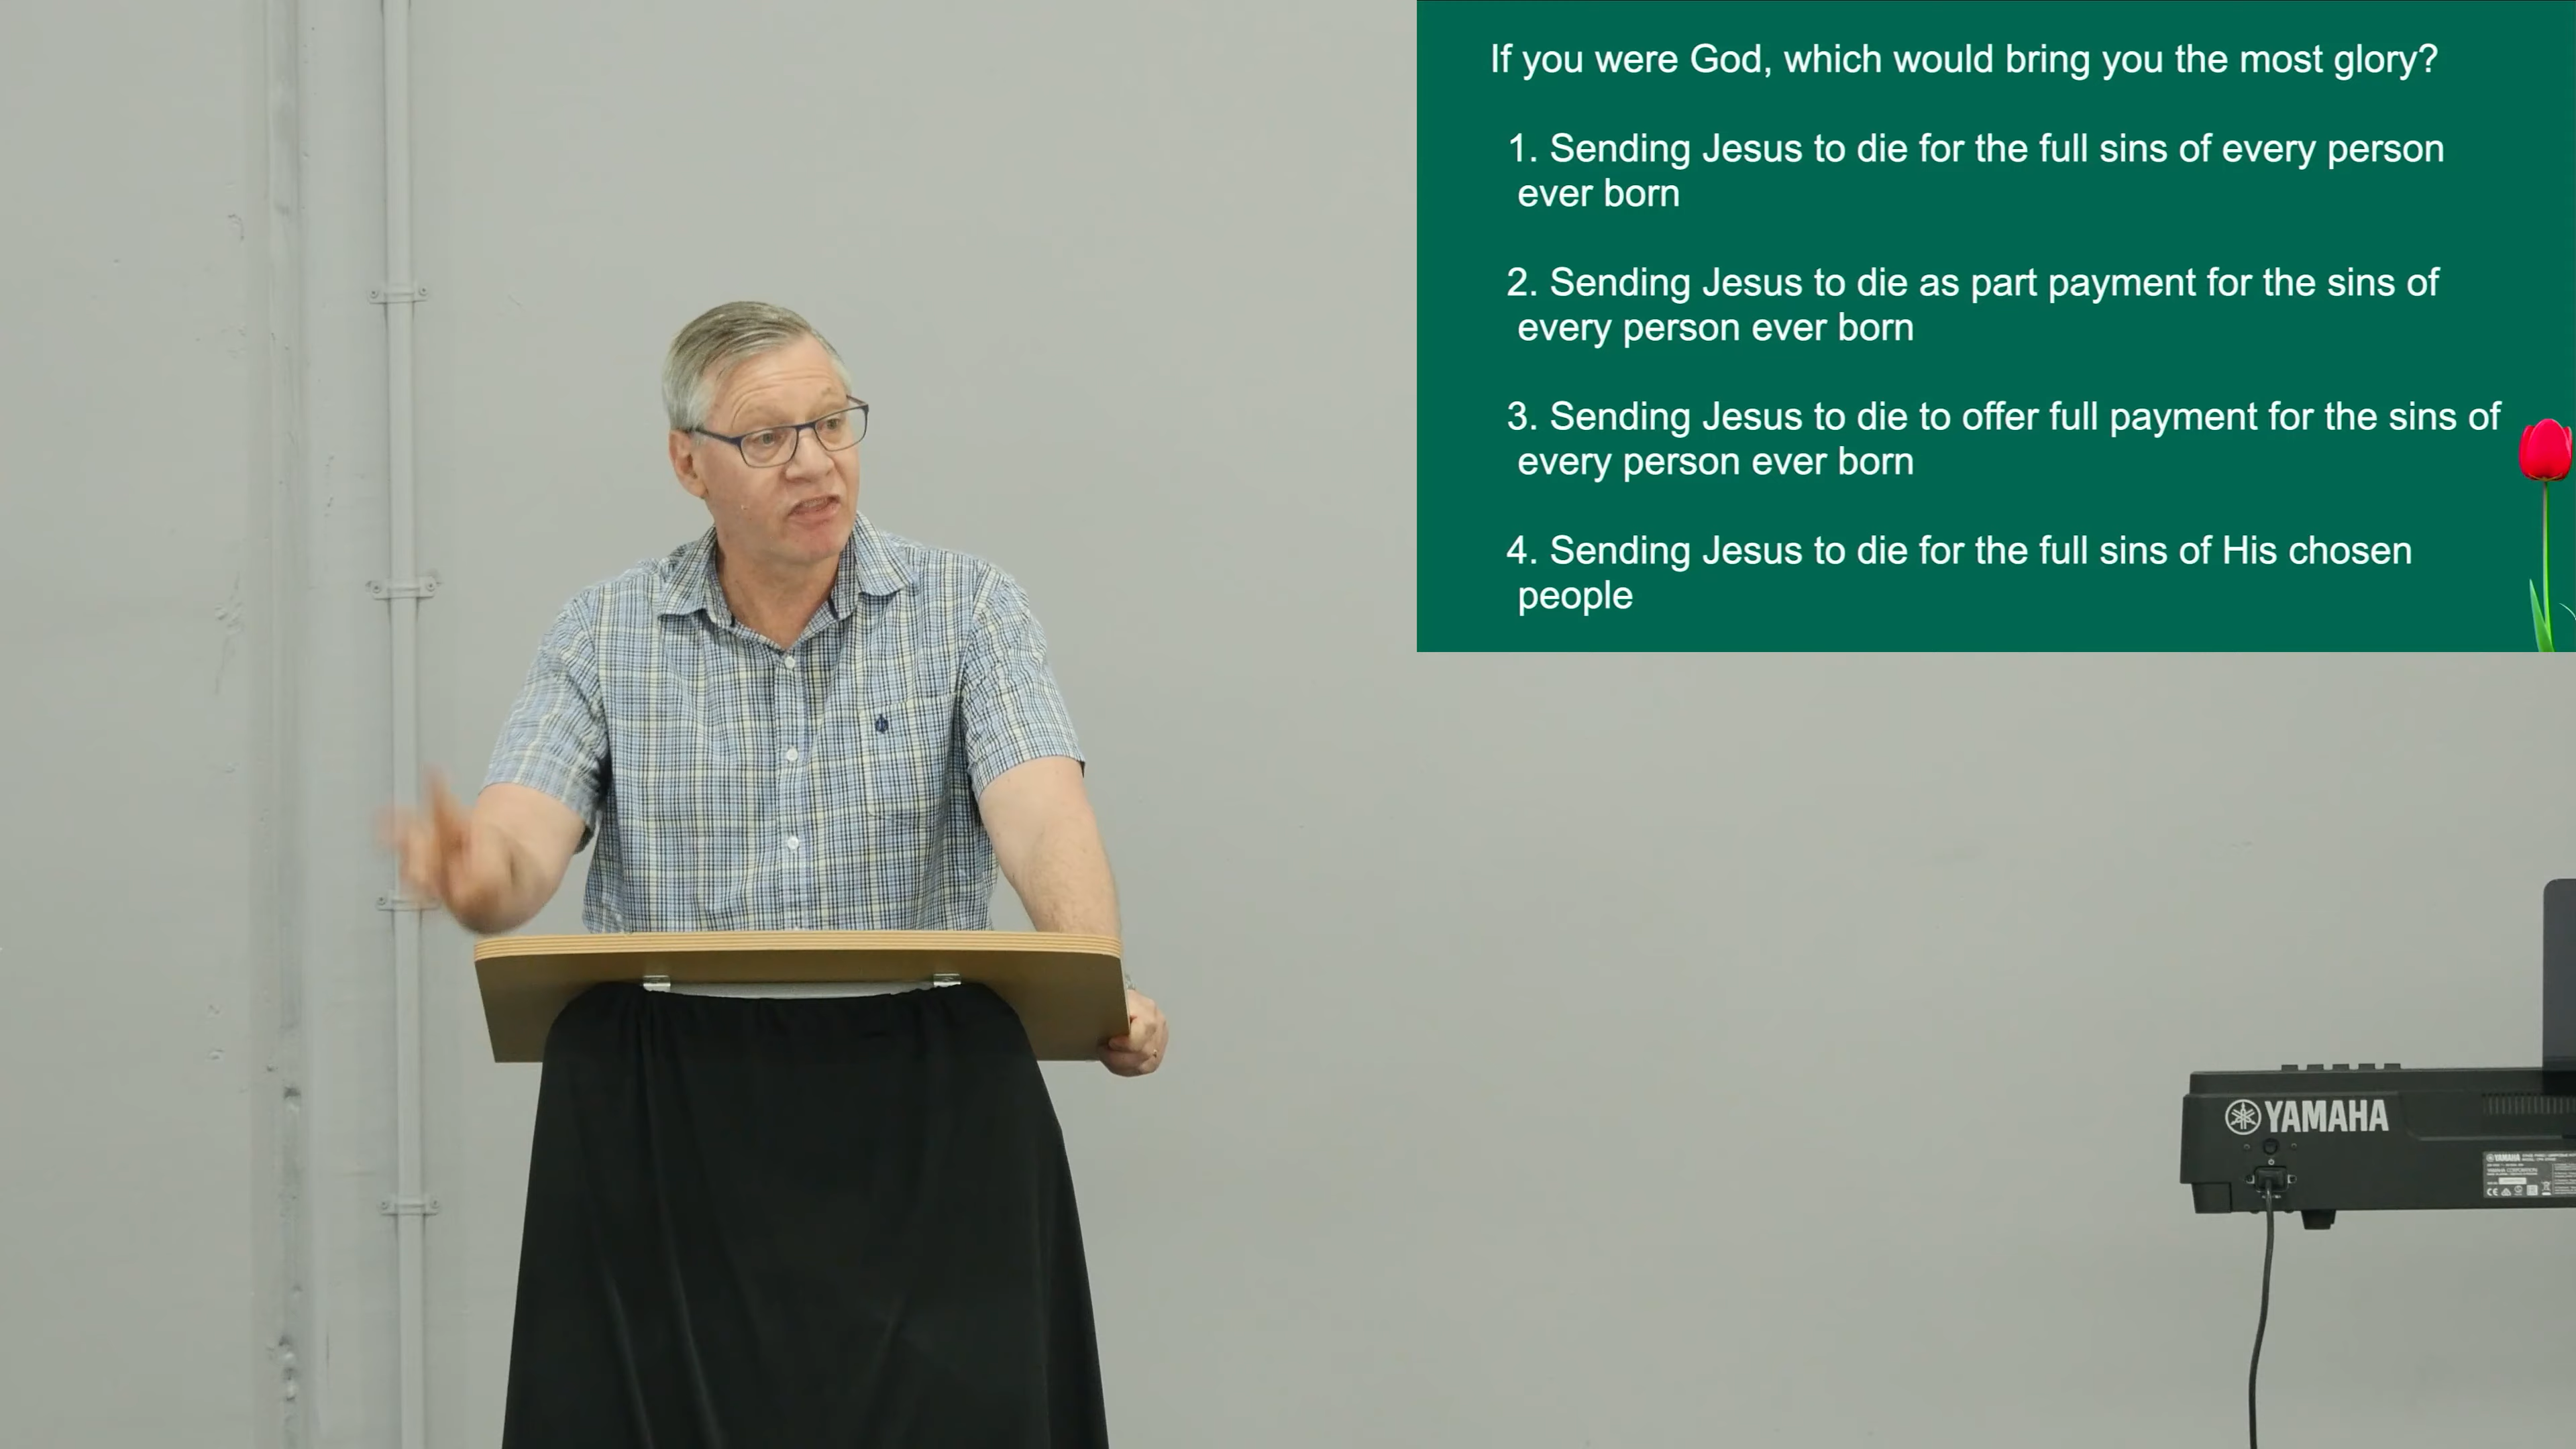 If you were God, which would bring you the most glory?
1. Sending Jesus to die for the full sins of every person
ever born
2. Sending Jesus to die as part payment for the sins of
every person ever born
3. Sending Jesus to die to offer full payment for the sins of
every person ever born
4. Sending Jesus to die for the full sins of His chosen
people
YAMAHA
YAMAHA